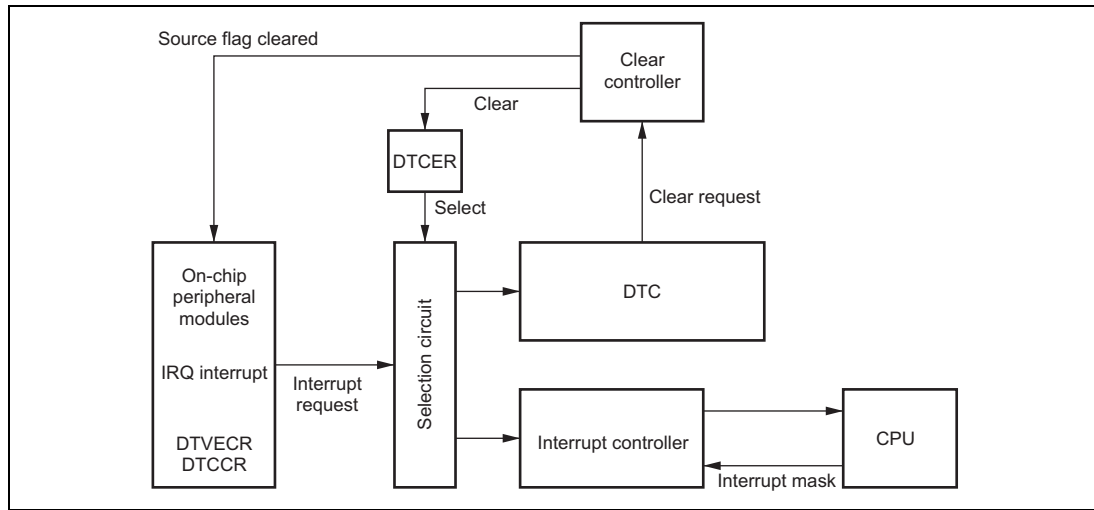 Source flag cleared
Clear
controller
Clear
DTCER
Clear request
Select
On-chip
peripheral
modules
IRQ interrupt
DTVECR
DTCCR
Interrupt
request
Selection circuit
DTC
Interrupt controller
CPU
Interrupt mask